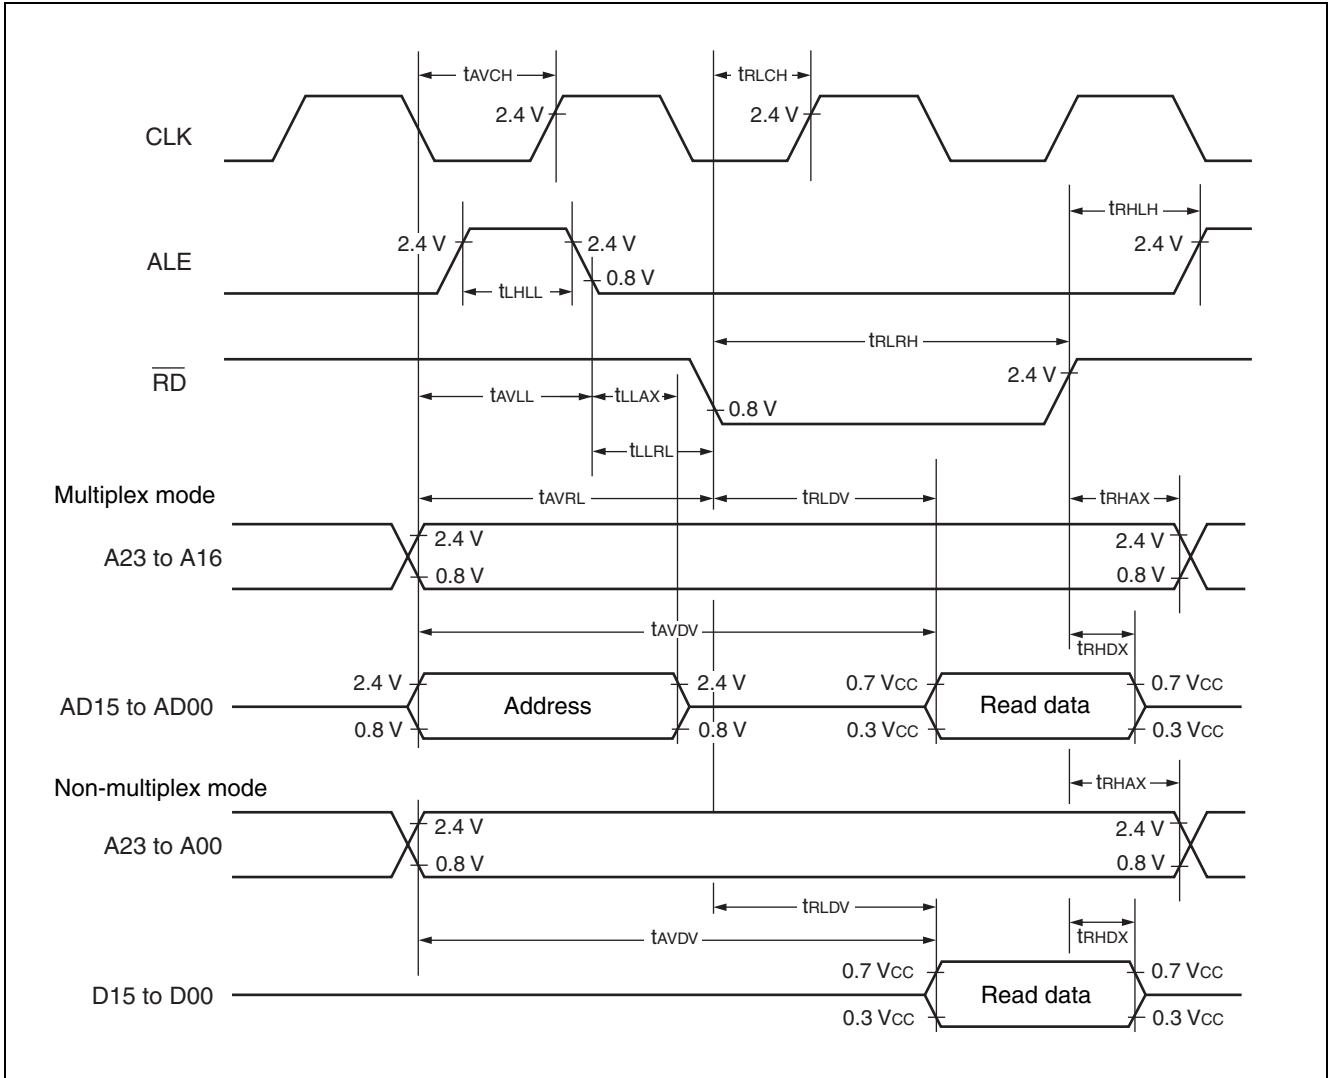 tAVCH
tRLCH
2.4 V
2.4 V
CLK
tRHLH
2.4 V
2.4 V
2.4 V
ALE
0.8 V
tLHLL
tRLRH
RD
2.4 V
tAVLL
tLLAX
0.8 V
tLLRL
Multiplex mode
tAVRL
tRLDV
tRHAX
2.4 V
2.4 V
A23 to A16
0.8 V
0.8 V
tAVDV
tRHDX
2.4 V
2.4 V
0.7 VCC
0.7 VCC
AD15 to AD00
Address
Read data
0.8 V
0.8 V
0.3 VCC
0.3 VCC
Non-multiplex mode
tRHAX
2.4 V
2.4 V
A23 to A00
0.8 V
0.8 V
tRLDV
tAVDV
tRHDX
0.7 VCC
0.7 VCC
D15 to D00
Read data
0.3 VCC
0.3 VCC